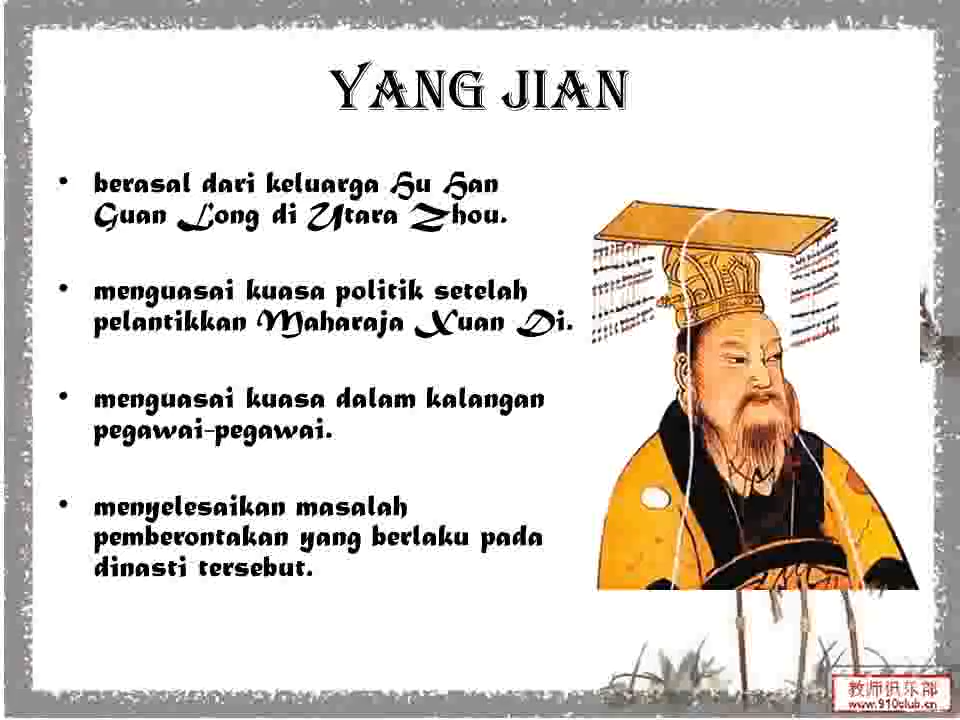 YANG JIAN
• berasal dari keluarga Hu Han
Guan Long di Utara Zhou.
• menguasai kuasa politik setelah
pelantikkan Maharaja Xuan Di.
• menguasai kuasa dalam kalangan
pegawai-pegawai.
• menyelesaikan masalah
pemberontakan yang berlaku pada
dinasti tersebut.
教师俱乐部
www.910club.cn